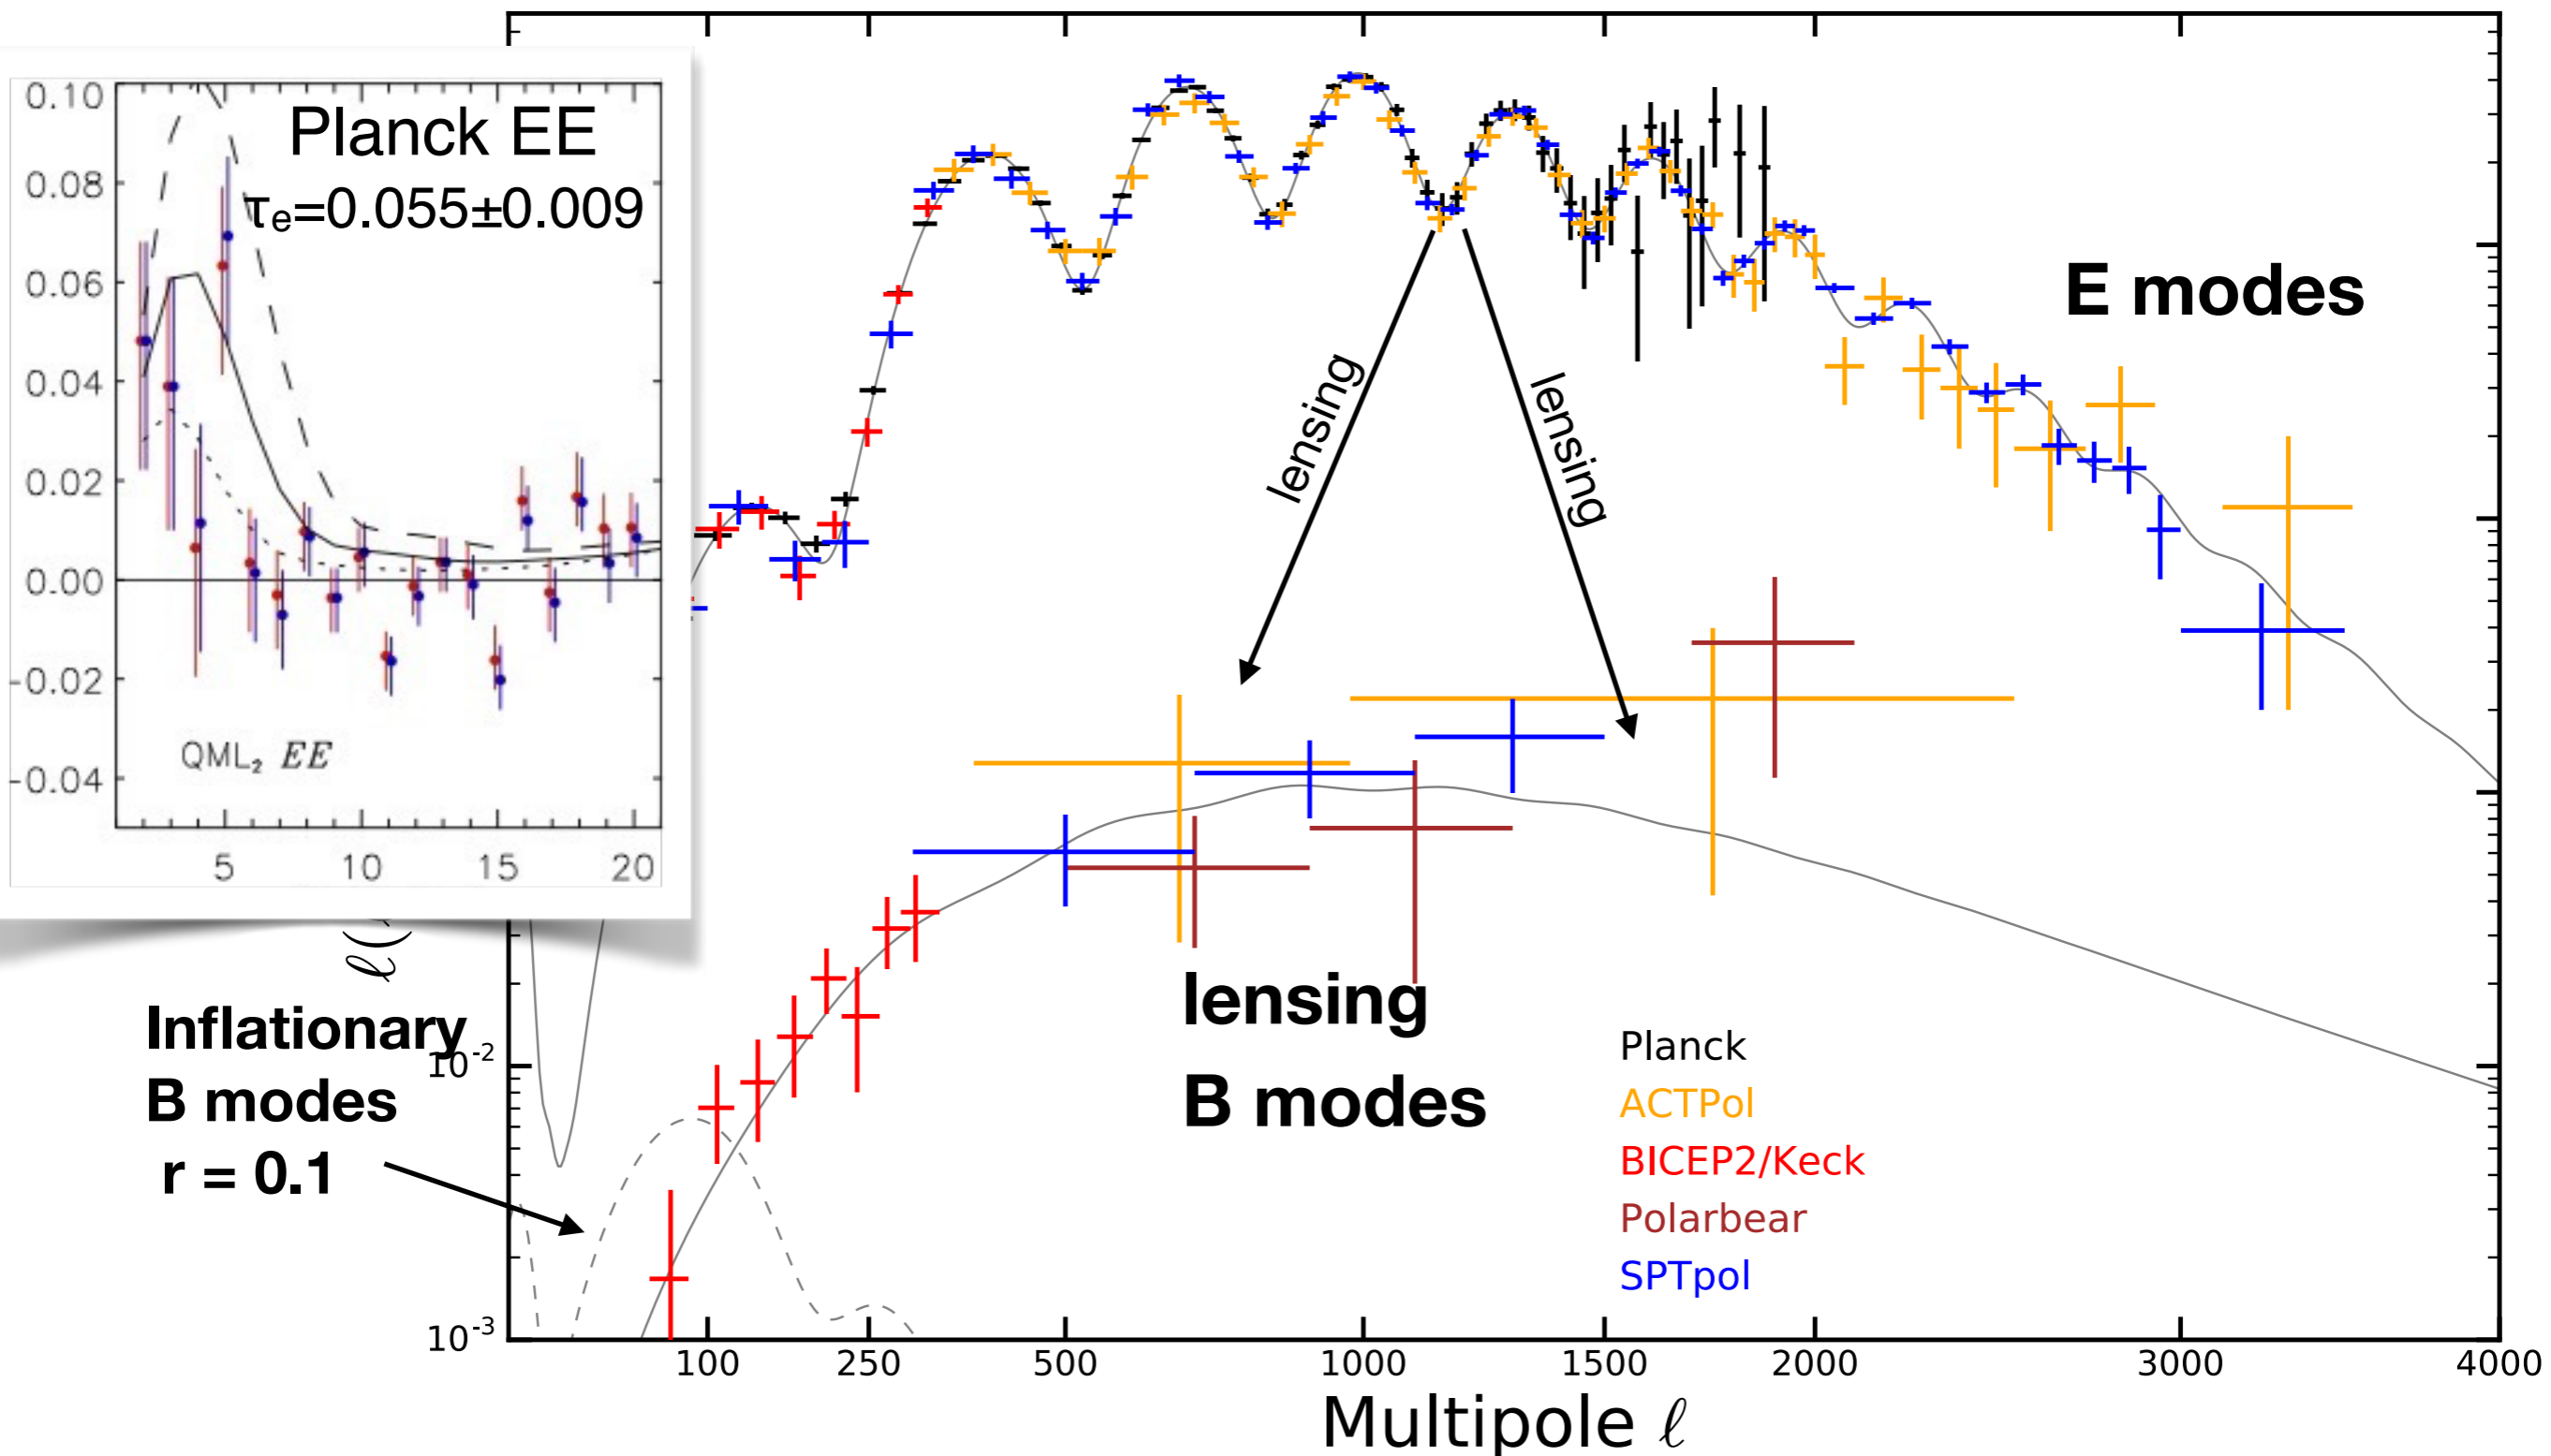 0.10
0.08
0.06
0.04
0.02
0.00
-0.02
-0.04
Planck EE
τe=0.055±0.009
QML₂ EE
5 10 15 20
E modes
lensing
lensing
ℓ(
Inflationary
B modes
r = 0.1
lensing
B modes
Planck
ACTPol
BICEP2/Keck
Polarbear
SPTpol
10⁻²
10⁻³
100 250 500 1000 1500 2000 3000 4000
Multipole ℓ